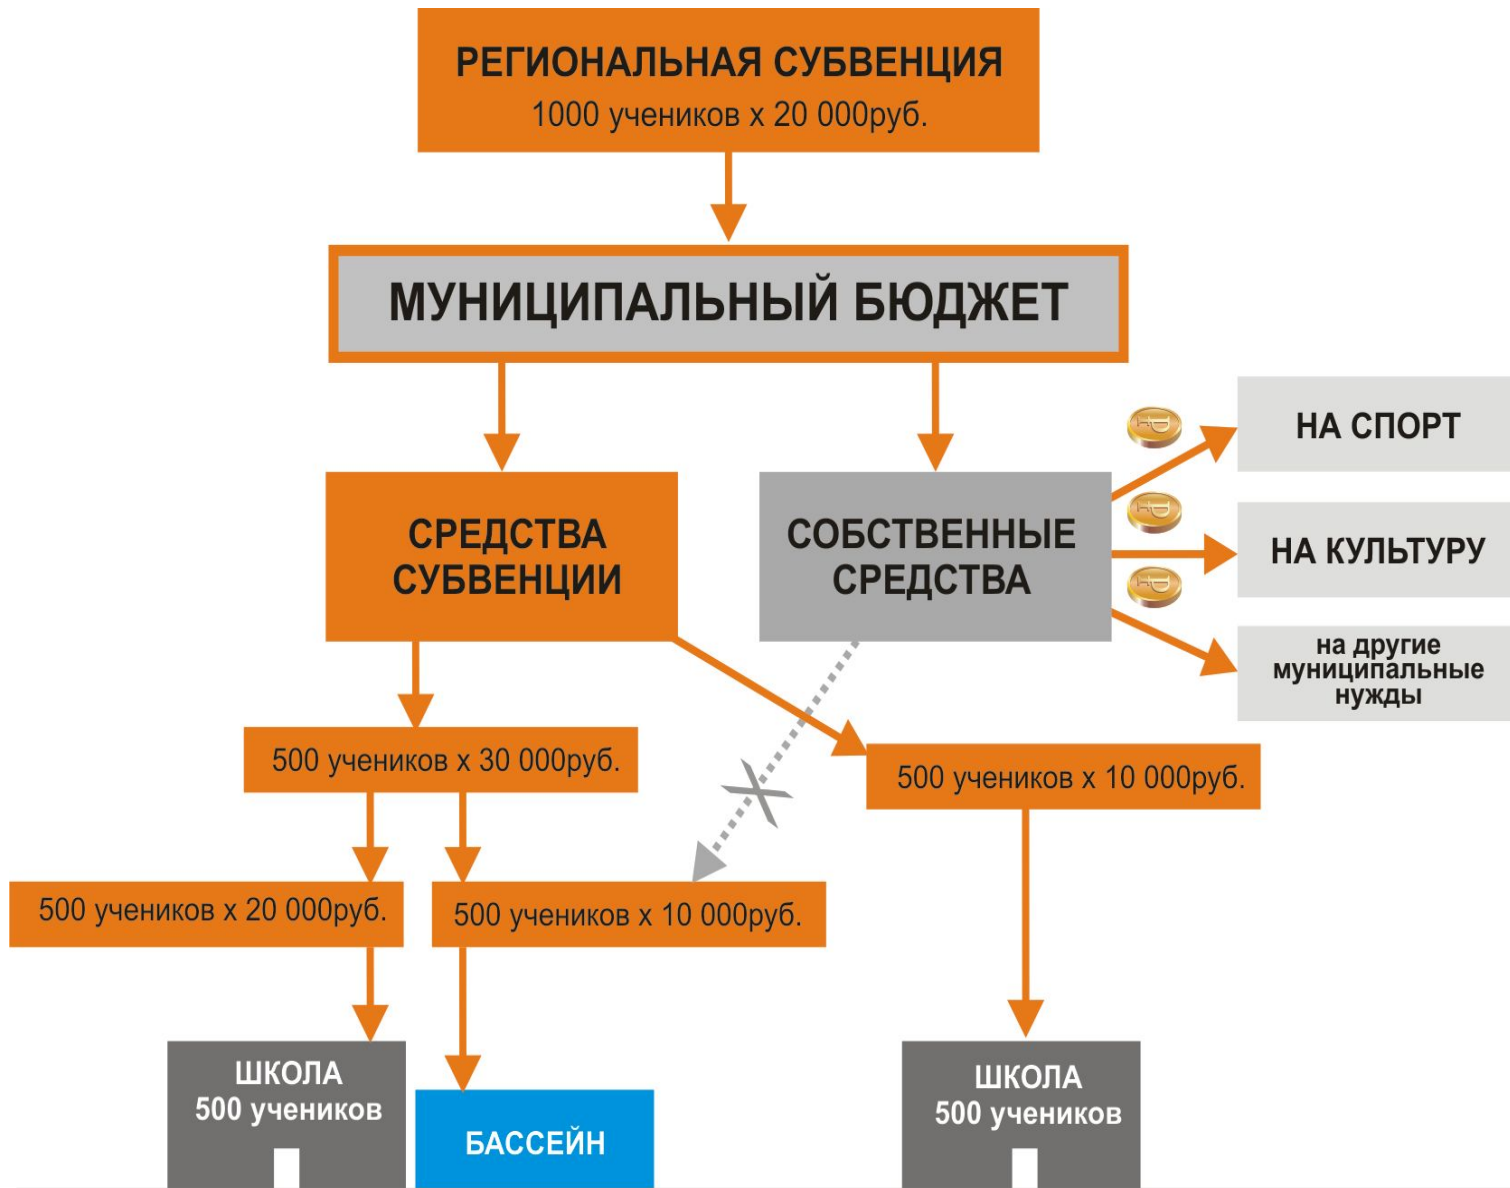 РЕГИОНАЛЬНАЯ СУБВЕНЦИЯ
1000 учеников х 20 000руб.
МУНИЦИПАЛЬНЫЙ БЮДЖЕТ
НА СПОРТ
СРЕДСТВА
СУБВЕНЦИИ
СОБСТВЕННЫЕ
СРЕДСТВА
НА КУЛЬТУРУ
на другие
муниципальные
нужды
500 учеников х 30 000руб.
500 учеников х 10 000руб.
500 учеников х 20 000руб.
500 учеников х 10 000руб.
ШКОЛА
500 учеников
БАССЕЙН
ШКОЛА
500 учеников